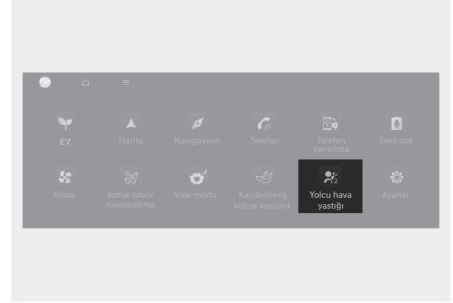 EV
Harita
Navigasyon
Telefon
Telefon
yansıtma
Sesli not
Klima
Koltuk ısıtıcı/
havalandırma
Vale modu
Kaydedilmiş
koltuk konumu
Yolcu hava
yastığı
Ayarlar